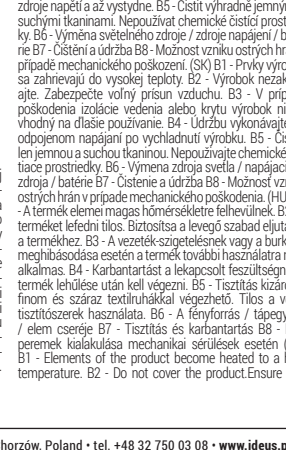 zdroje napětí a až vystydne. B5 - Čistit výhradně jemným
suchými tkaninami. Nepoužívat chemické čistící prost
ky. B6 - Výměna světelného zdroje / zdroje napájení / b
rie B7 - Čištění a údržba B8 - Možnost vzniku ostrých hra
případě mechanického poškození. (SK) B1 - Prvky výro
sa zahrievajú do vysokej teploty. B2 - Výrobok nezak
ajte. Zabezpečte voľný prísun vzduchu. B3 - V príp
poškodenia izolácie vedenia alebo krytu výrobok ni
vhodný na ďlašie používanie. B4 - Údržbu vykonávajte
odpojenom napájaní po vychladnutí výrobku. B5 - Čis
len jemnou a suchou tkaninou. Nepoužívajte chemické
tiace prostriedky. B6 - Výmena zdroja svetla / napájaci
zdroja / batérie B7 - Čistenie a údržba B8 - Možnosť vzn
ostrých hrán v prípade mechanického poškodenia. (HU
- A termék elemei magas hőmérsékletre felhevülnek. B2
terméket lefedni tilos. Biztosítsa a levegő szabad eljutá
a termékhez. B3 - A vezeték-szigetelésnek vagy a burk
meghibásodása esetén a termék további használatra n
alkalmas. B4 - Karbantartást a lekapcsolt feszültségn
termék lehűlése után kell végezni. B5 - Tisztítás kizáró
finom és száraz textilruhákkal végezhető. Tilos a ve
tisztítószerek használata. B6 - A fényforrás / tápegy
/ elem cseréje B7 - Tisztítás és karbantartás B8 -
peremek kialakulása mechanikai sérülések esetén (
B1 - Elements of the product become heated to a h
temperature. B2 - Do not cover the product.Ensure
horzów, Poland • tel. +48 32 750 03 08 • www.ideus.p